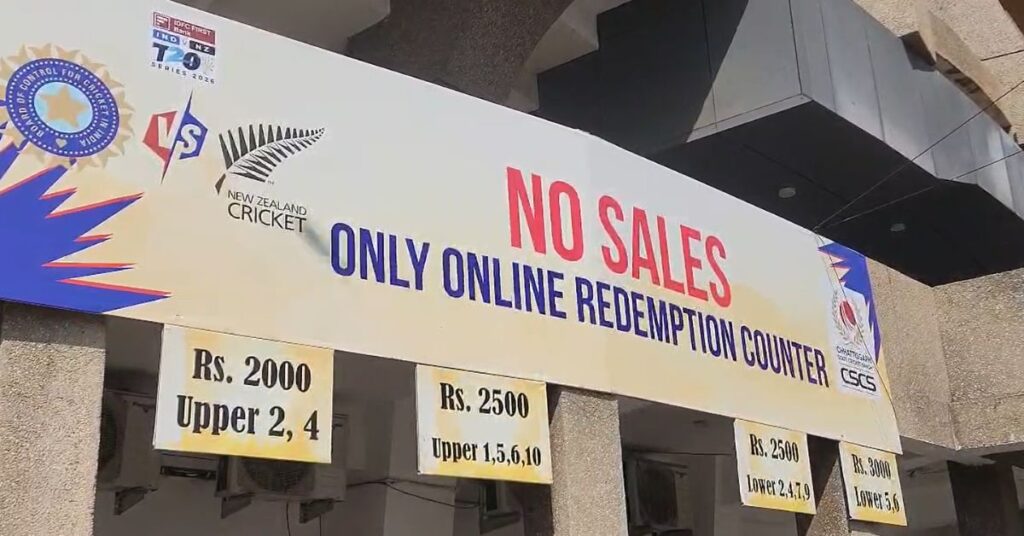 BOARD OF CONTROL FOR CRICKET IN INDIA
IDFC FIRST
Bank
IND NZ
T20
SERIES 2026
VS
NEW ZEALAND
CRICKET
NO SALES
ONLY ONLINE REDEMPTION COUNTER
CSCS
Rs. 2000
Upper 2, 4
Rs. 2500
Upper 1,5,6,10
Rs. 2500
Lower 2,4,7,9
Rs. 3000
Lower 5,6